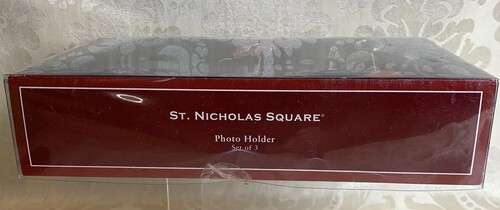 ST. NICHOLAS SQUARE®
Photo Holder
Set of 3